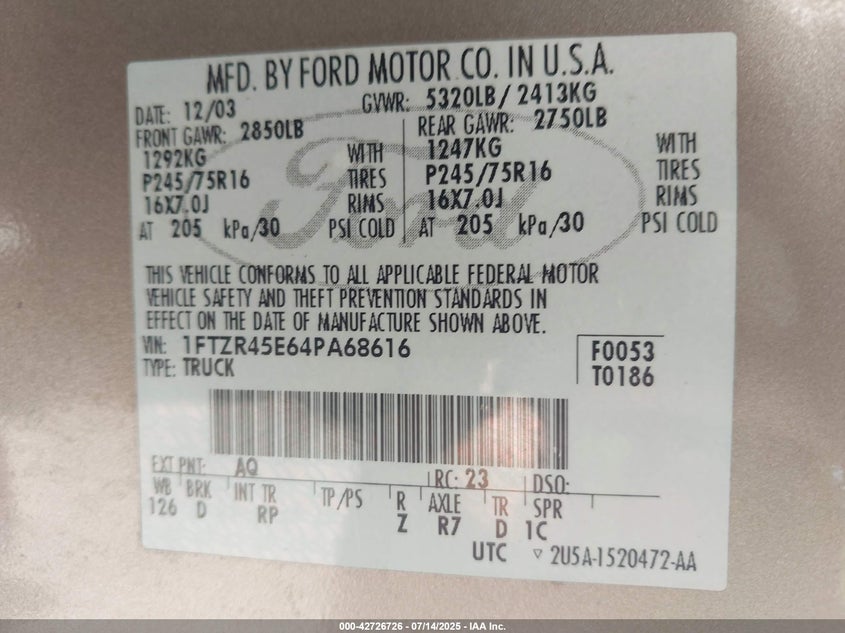 MFD. BY FORD MOTOR CO. IN U.S.A.
DATE: 12/03 GVWR: 5320LB/ 2413KG
FRONT GAWR: 2850LB REAR GAWR: 2750LB
1292KG WITH 1247KG WITH
P245/75R16 TIRES P245/75R16 TIRES
16X7.0J RIMS 16X7.0J RIMS
AT 205 kPa/30 PSI COLD AT 205 kPa/30 PSI COLD
Ford
THIS VEHICLE CONFORMS TO ALL APPLICABLE FEDERAL MOTOR
VEHICLE SAFETY AND THEFT PREVENTION STANDARDS IN
EFFECT ON THE DATE OF MANUFACTURE SHOWN ABOVE.
VIN: 1FTZR45E64PA68616 F0053
TYPE: TRUCK T0186
EXT PNT: AQ RC: 23 DSO:
WB BRK INT TR TP/PS R AXLE TR SPR
126 D RP Z R7 D 1C
UTC ▽ 2U5A-1520472-AA
000-42726726 - 07/14/2025 - IAA Inc.